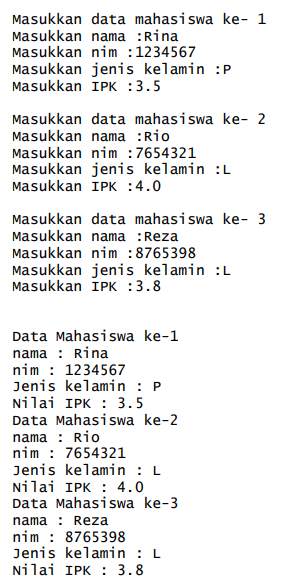 Masukkan data mahasiswa ke- 1
Masukkan nama :Rina
Masukkan nim :1234567
Masukkan jenis kelamin :P
Masukkan IPK :3.5
Masukkan data mahasiswa ke- 2
Masukkan nama :Rio
Masukkan nim :7654321
Masukkan jenis kelamin :L
Masukkan IPK :4.0
Masukkan data mahasiswa ke- 3
Masukkan nama :Reza
Masukkan nim :8765398
Masukkan jenis kelamin :L
Masukkan IPK :3.8
Data Mahasiswa ke-1
nama : Rina
nim : 1234567
Jenis kelamin : P
Nilai IPK : 3.5
Data Mahasiswa ke-2
nama : Rio
nim : 7654321
Jenis kelamin : L
Nilai IPK : 4.0
Data Mahasiswa ke-3
nama : Reza
nim : 8765398
Jenis kelamin : L
Nilai IPK : 3.8